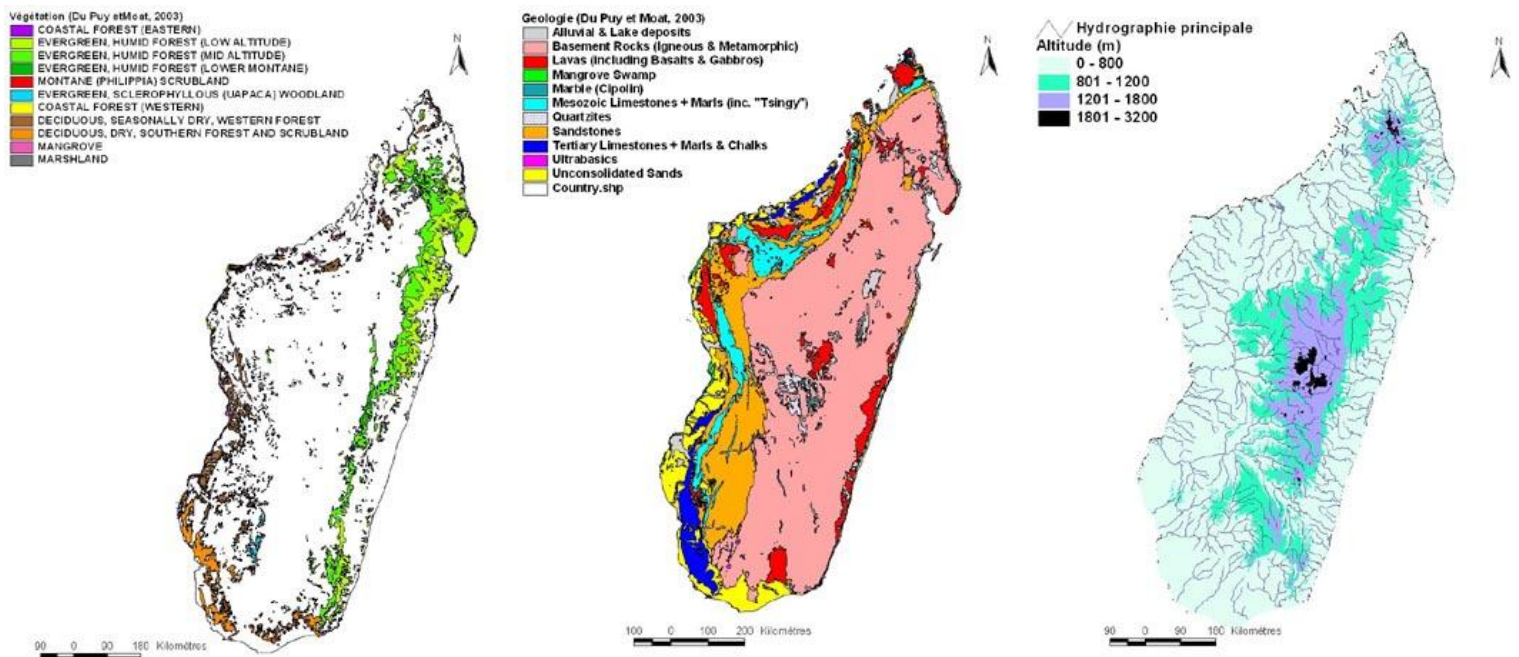 Végétation (Du Puy etMoat, 2003)
COASTAL FOREST (EASTERN)
EVERGREEN, HUMID FOREST (LOW ALTITUDE)
EVERGREEN, HUMID FOREST (MID ALTITUDE)
EVERGREEN, HUMID FOREST (LOWER MONTANE)
MONTANE (PHILIPPIA) SCRUBLAND
EVERGREEN, SCLEROPHYLLOUS (UAPACA) WOODLAND
COASTAL FOREST (WESTERN)
DECIDUOUS, SEASONALLY DRY, WESTERN FOREST
DECIDUOUS, DRY, SOUTHERN FOREST AND SCRUBLAND
MANGROVE
MARSHLAND
N
90 0 90 180 Kilométres
Geologie (Du Puy et Moat, 2003)
Alluvial & Lake deposits
Basement Rocks (Igneous & Metamorphic)
Lavas (including Basalts & Gabbros)
Mangrove Swamp
Marble (Cipolin)
Mesozoic Limestones + Marls (inc. "Tsingy")
Quartzites
Sandstones
Tertiary Limestones + Marls & Chalks
Ultrabasics
Unconsolidated Sands
Country.shp
N
100 0 100 200 Kilométres
Hydrographie principale
Altitude (m)
0 - 800
801 - 1200
1201 - 1800
1801 - 3200
N
90 0 90 180 Kilométres